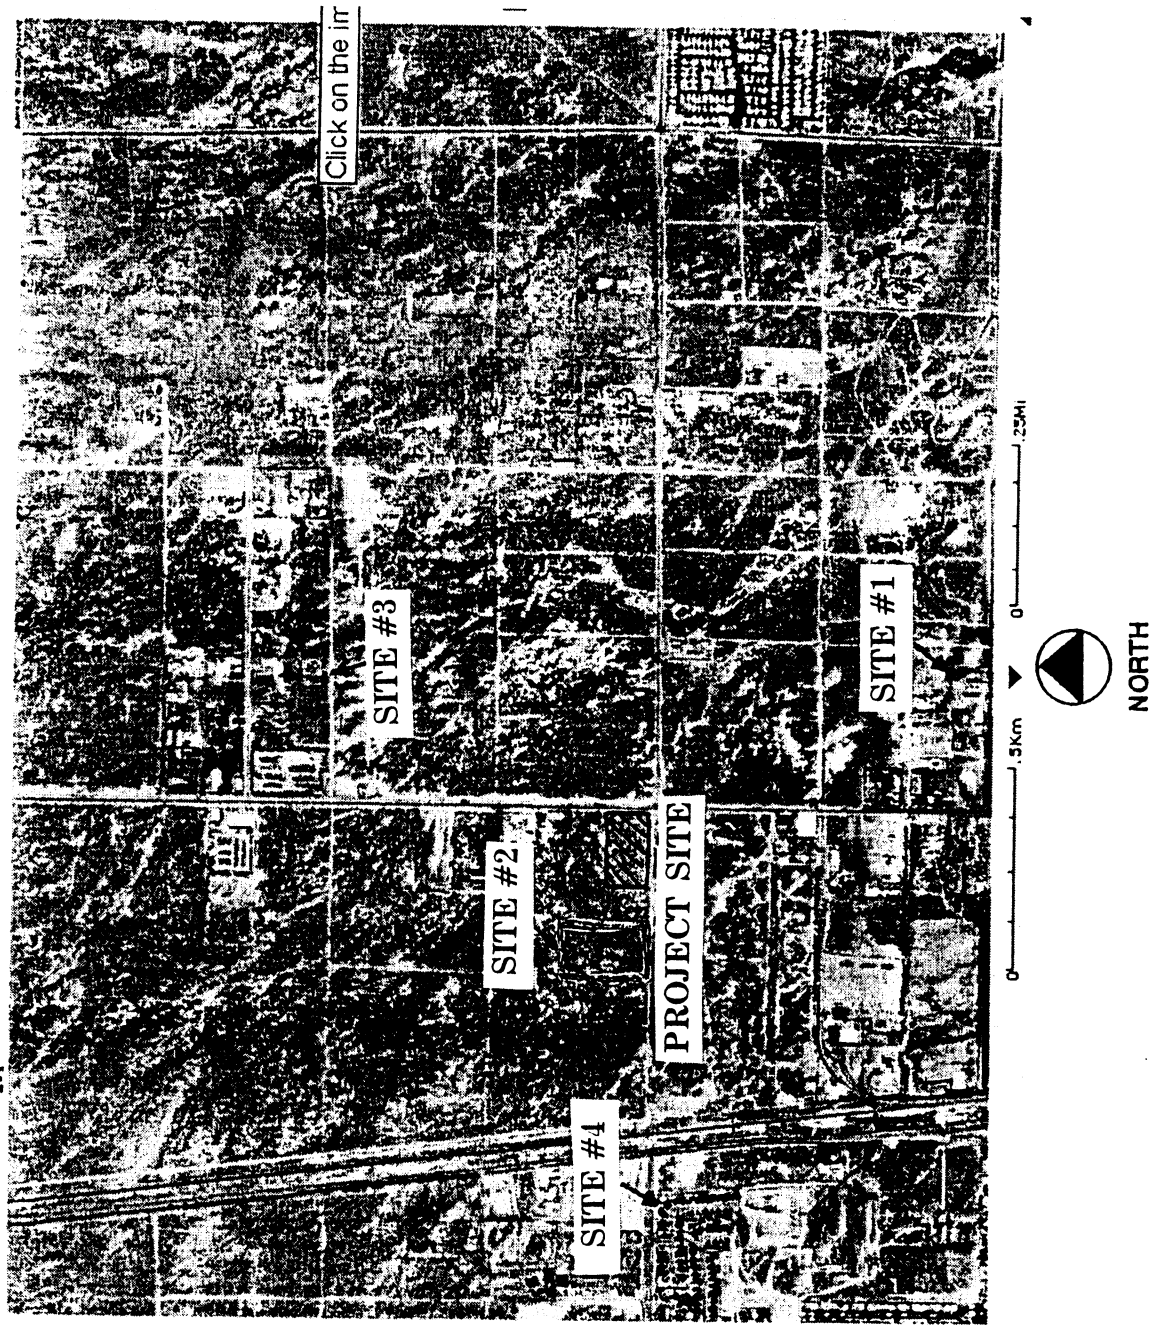 Click on the im
SITE #3
SITE #1
SITE #2
PROJECT SITE
SITE #4
0 .5Km
0 .25Mi
NORTH